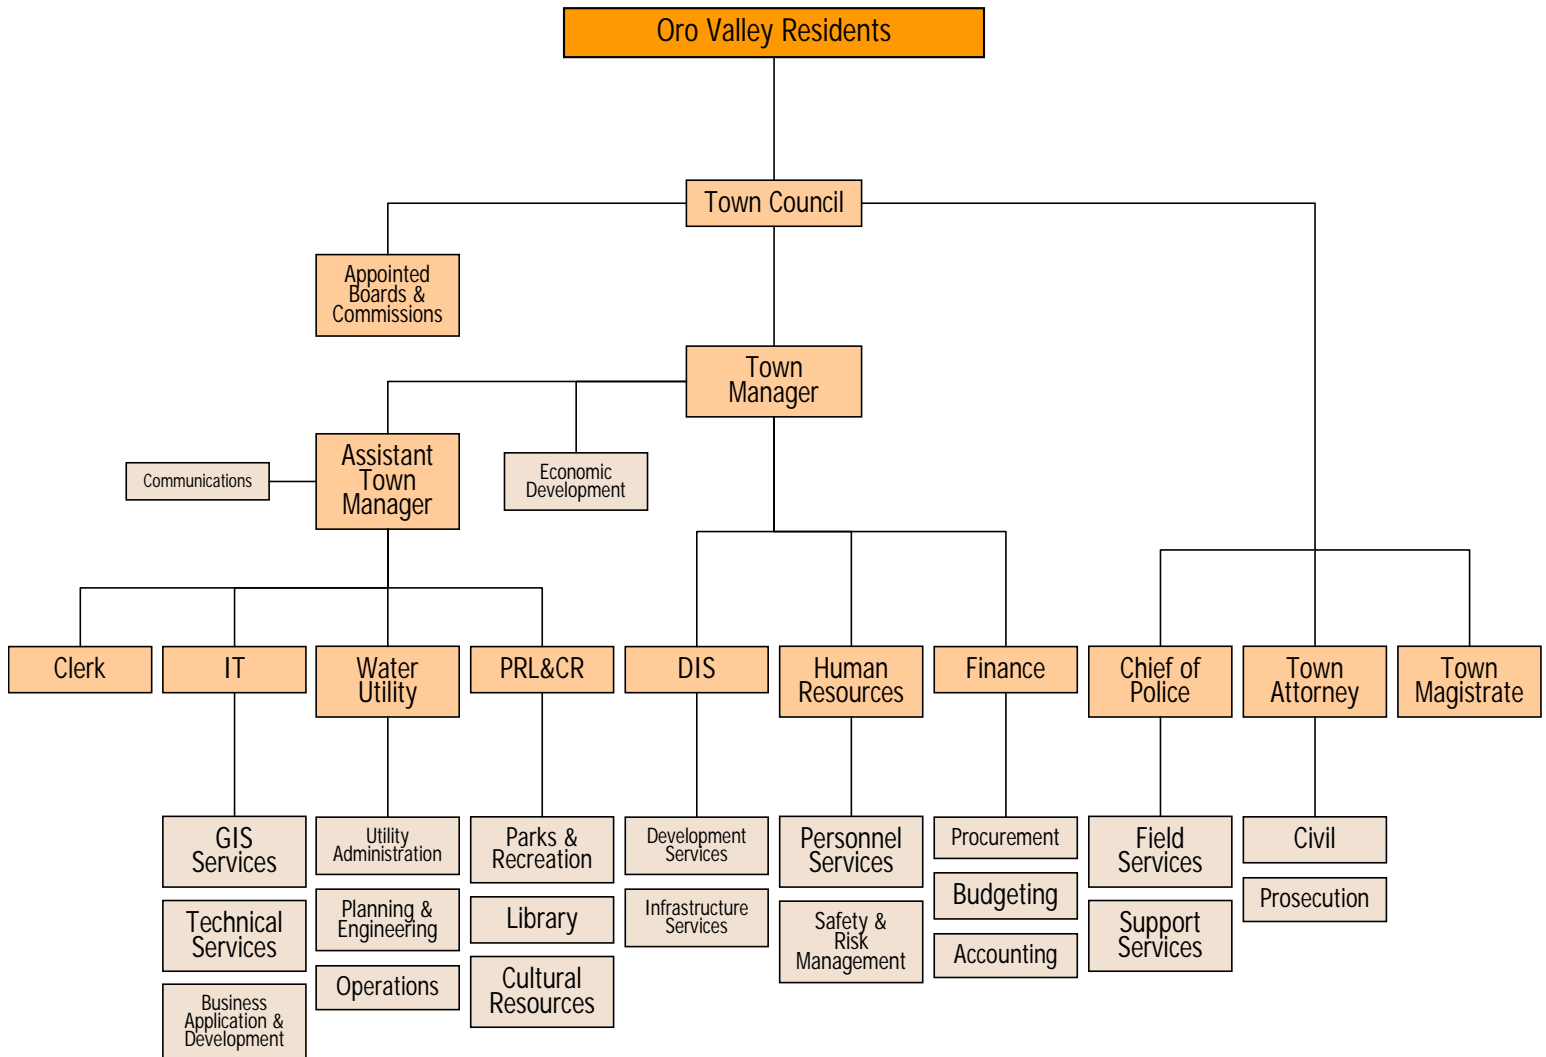 Oro Valley Residents
Town Council
Appointed
Boards &
Commissions
Town
Manager
Assistant
Town
Manager
Communications
Economic
Development
Clerk
IT
Water
Utility
PRL&CR
DIS
Human
Resources
Finance
Chief of
Police
Town
Attorney
Town
Magistrate
GIS
Services
Technical
Services
Business
Application &
Development
Utility
Administration
Planning &
Engineering
Operations
Parks &
Recreation
Library
Cultural
Resources
Development
Services
Infrastructure
Services
Personnel
Services
Safety &
Risk
Management
Procurement
Budgeting
Accounting
Field
Services
Support
Services
Civil
Prosecution